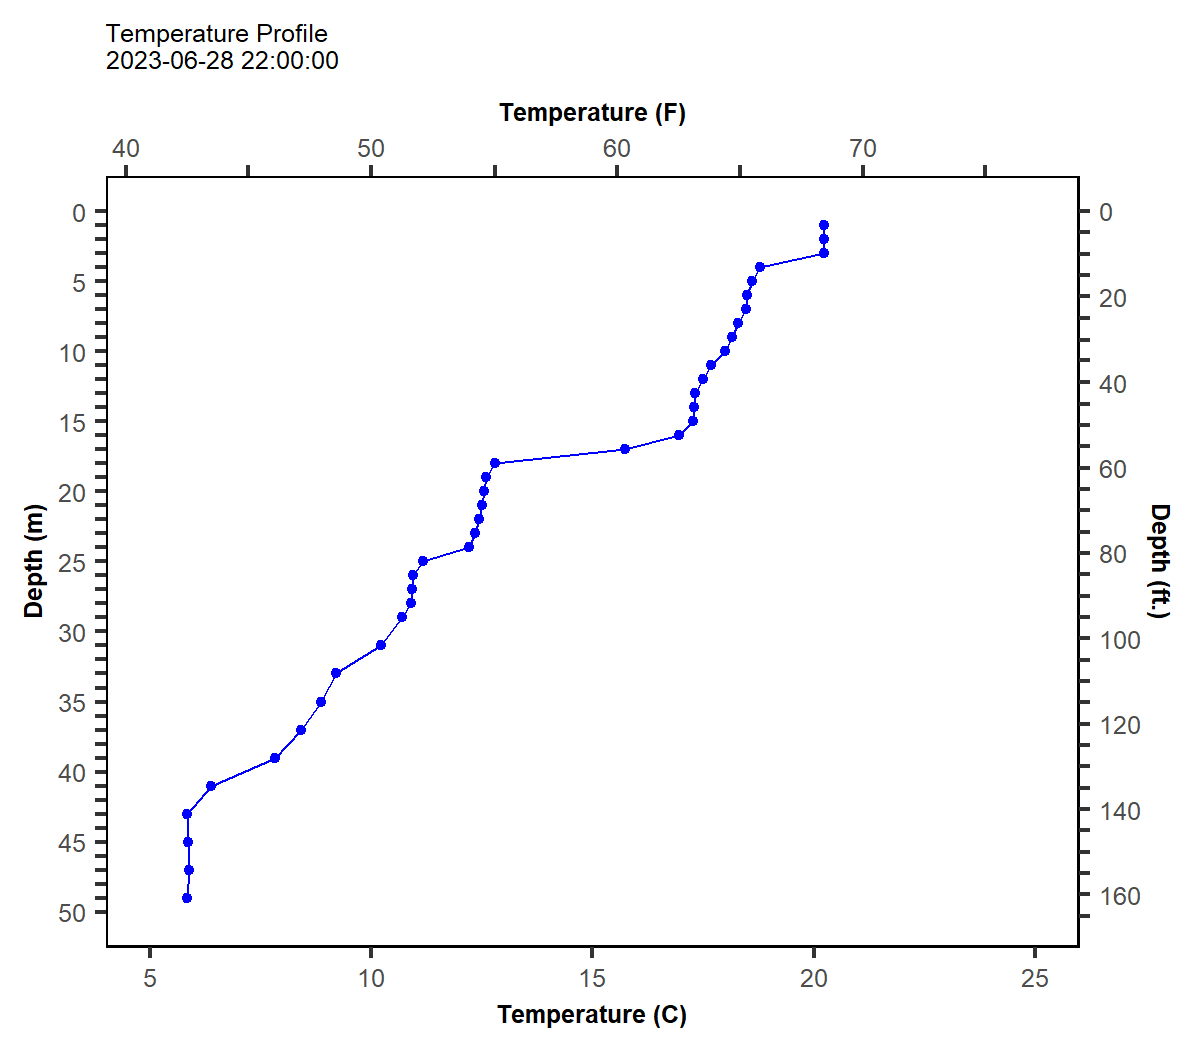 Temperature Profile
2023-06-28 22:00:00
Temperature (F)
40 50 60 70
0 0
5 20
10 40
15 60
20 80
25 100
30 120
35 140
40 160
45
50
Depth (m)
Depth (ft.)
5 10 15 20 25
Temperature (C)